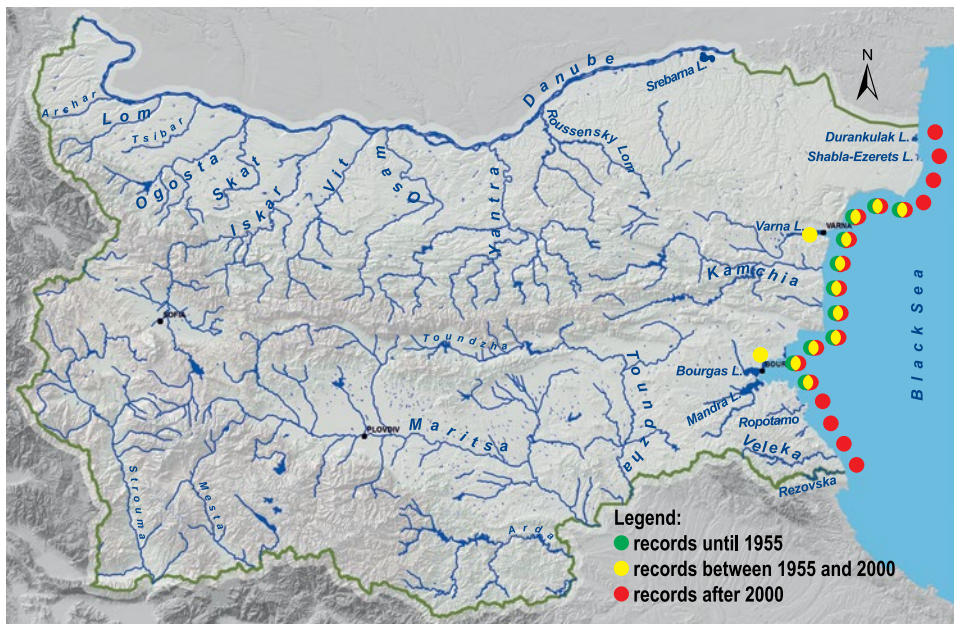 N
Danube
Srebarna L.
Archar
Lom
Tsibar
Roussensky Lom
Durankulak L.
Shabla-Ezerets L.
Ogosta
Skat
Iskar
Vit
Osam
Yantra
Varna L.
VARNA
Kamchia
Black Sea
SOFIA
Toundzha
Toundzha
Bourgas L.
BOUR
Mandra L.
PLOVDIV
Maritsa
Ropotamo
Veleka
Rezovska
Strouma
Mesta
Arda
Legend:
records until 1955
records between 1955 and 2000
records after 2000